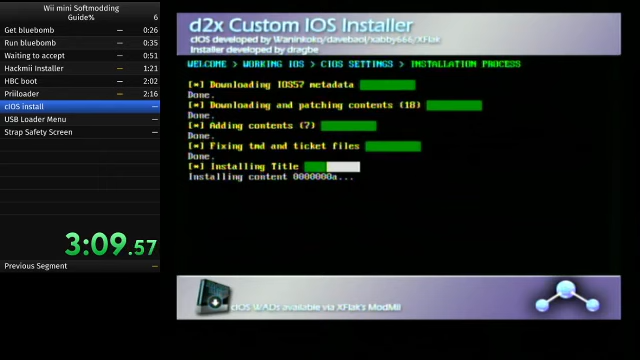 Wii mini Softmodding
Guide% 6
Get bluebomb — 0:26
Run bluebomb — 0:35
Waiting to accept — 0:51
Hackmii Installer — 1:21
HBC boot — 2:02
Priiloader — 2:16
cIOS install —
USB Loader Menu —
Strap Safety Screen —
3:09.57
Previous Segment —
d2x Custom IOS Installer
cIOS developed by Waninkoko/davebaol/xabby666/XFlak
Installer developed by dragbe
WELCOME > WORKING IOS > CIOS SETTINGS > INSTALLATION PROCESS
[*] Downloading IOS57 metadata
Done.
[*] Downloading and patching contents (18)
Done.
[*] Adding contents (7)
Done.
[*] Fixing tmd and ticket files
Done.
[*] Installing Title
Installing content 0000000a...
cIOS WADs available via XFlak's ModMii